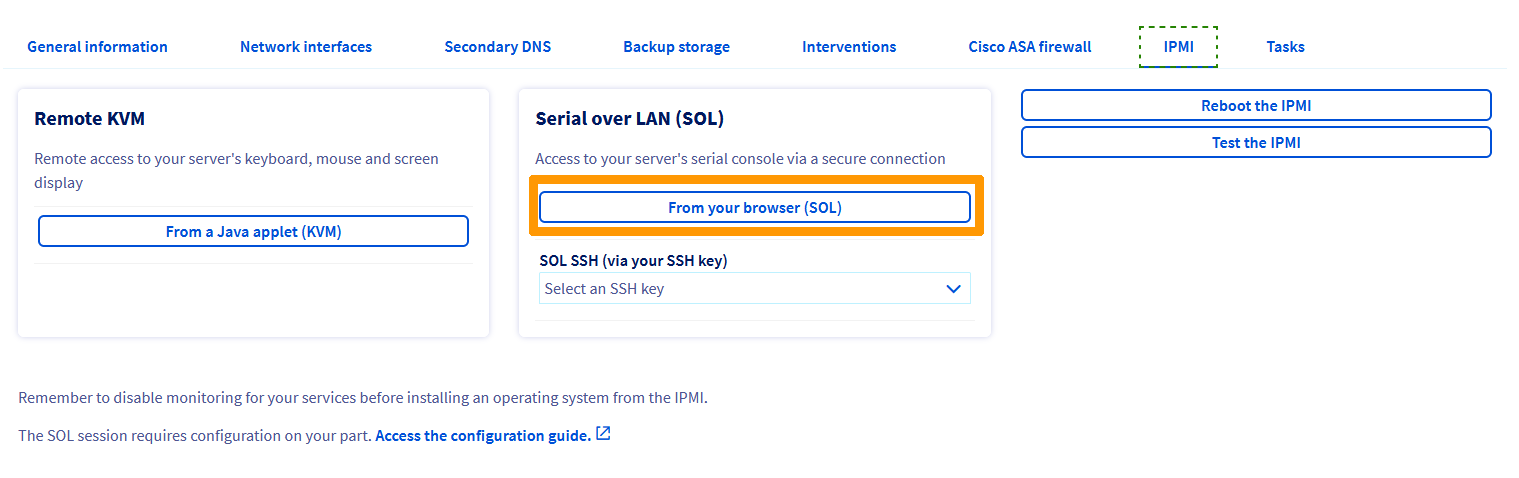 General information
Network interfaces
Secondary DNS
Backup storage
Interventions
Cisco ASA firewall
IPMI
Tasks
Remote KVM
Remote access to your server's keyboard, mouse and screen
display
From a Java applet (KVM)
Serial over LAN (SOL)
Access to your server's serial console via a secure connection
From your browser (SOL)
SOL SSH (via your SSH key)
Select an SSH key
Reboot the IPMI
Test the IPMI
Remember to disable monitoring for your services before installing an operating system from the IPMI.
The SOL session requires configuration on your part. Access the configuration guide.